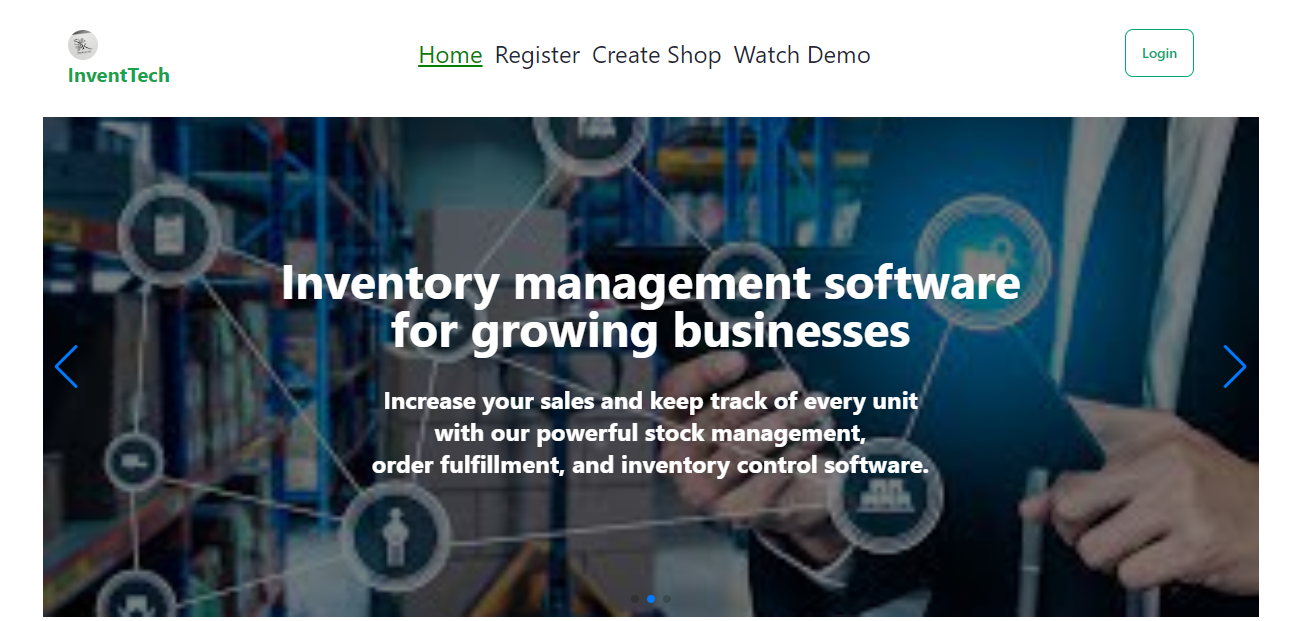 InventTech
Home Register Create Shop Watch Demo
Login
Inventory management software
for growing businesses
Increase your sales and keep track of every unit
with our powerful stock management,
order fulfillment, and inventory control software.